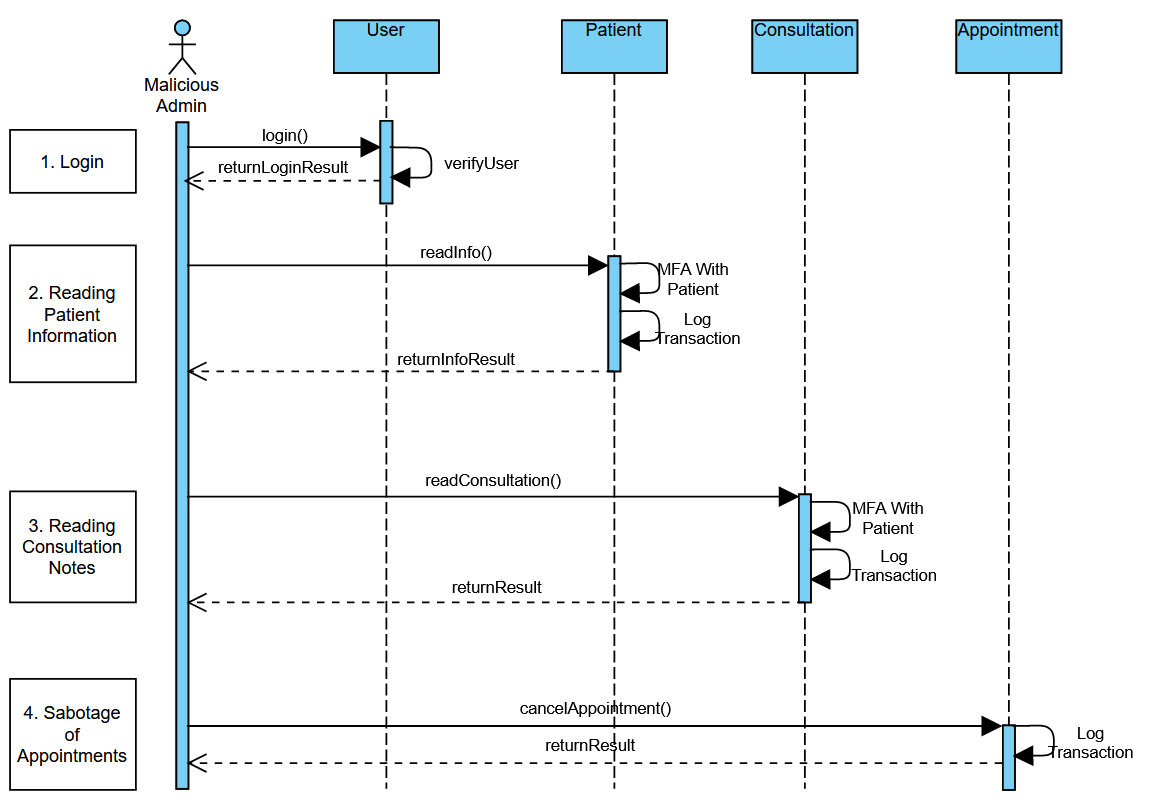 User
Patient
Consultation
Appointment
Malicious
Admin
1. Login
login()
returnLoginResult
verifyUser
2. Reading
Patient
Information
readInfo()
MFA With
Patient
Log
Transaction
returnInfoResult
3. Reading
Consultation
Notes
readConsultation()
MFA With
Patient
Log
Transaction
returnResult
4. Sabotage
of
Appointments
cancelAppointment()
returnResult
Log
Transaction